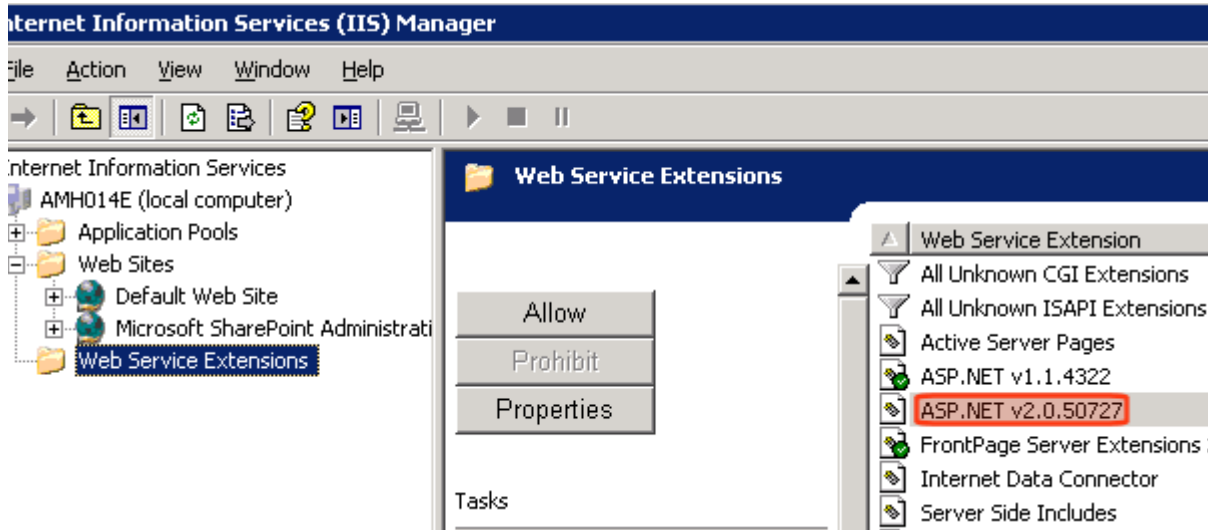 nternet Information Services (IIS) Manager
File Action View Window Help
Internet Information Services
AMH014E (local computer)
Application Pools
Web Sites
Default Web Site
Microsoft SharePoint Administrati
Web Service Extensions
Web Service Extensions
Allow
Prohibit
Properties
Tasks
Web Service Extension
All Unknown CGI Extensions
All Unknown ISAPI Extensions
Active Server Pages
ASP.NET v1.1.4322
ASP.NET v2.0.50727
FrontPage Server Extensions
Internet Data Connector
Server Side Includes